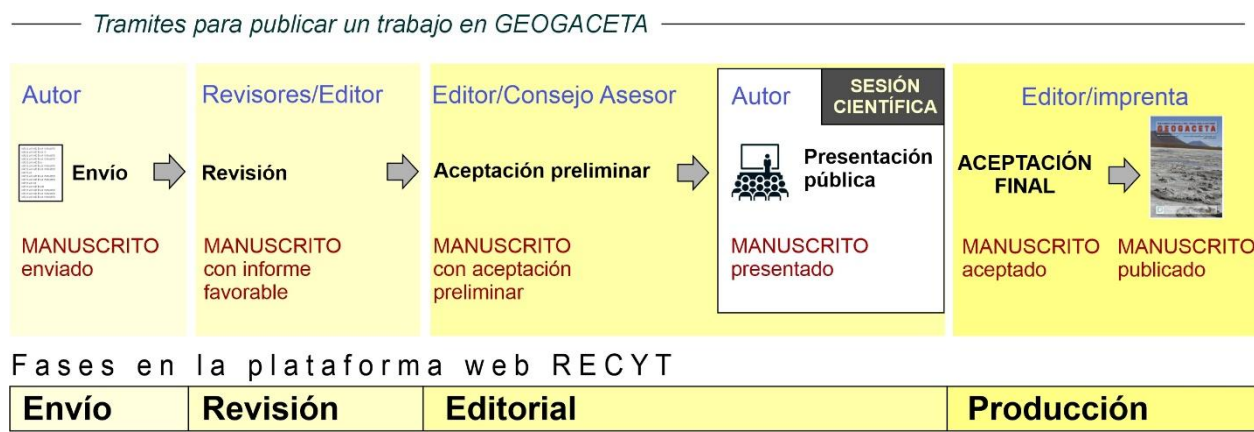 Tramites para publicar un trabajo en GEOGACETA
Autor
Envío
MANUSCRITO
enviado
Revisores/Editor
Revisión
MANUSCRITO
con informe
favorable
Editor/Consejo Asesor
Aceptación preliminar
MANUSCRITO
con aceptación
preliminar
Autor
SESIÓN
CIENTÍFICA
Presentación
pública
MANUSCRITO
presentado
Editor/imprenta
ACEPTACIÓN
FINAL
GEOGACETA
MANUSCRITO
aceptado
MANUSCRITO
publicado
Fases en la plataforma web RECYT
Envío
Revisión
Editorial
Producción